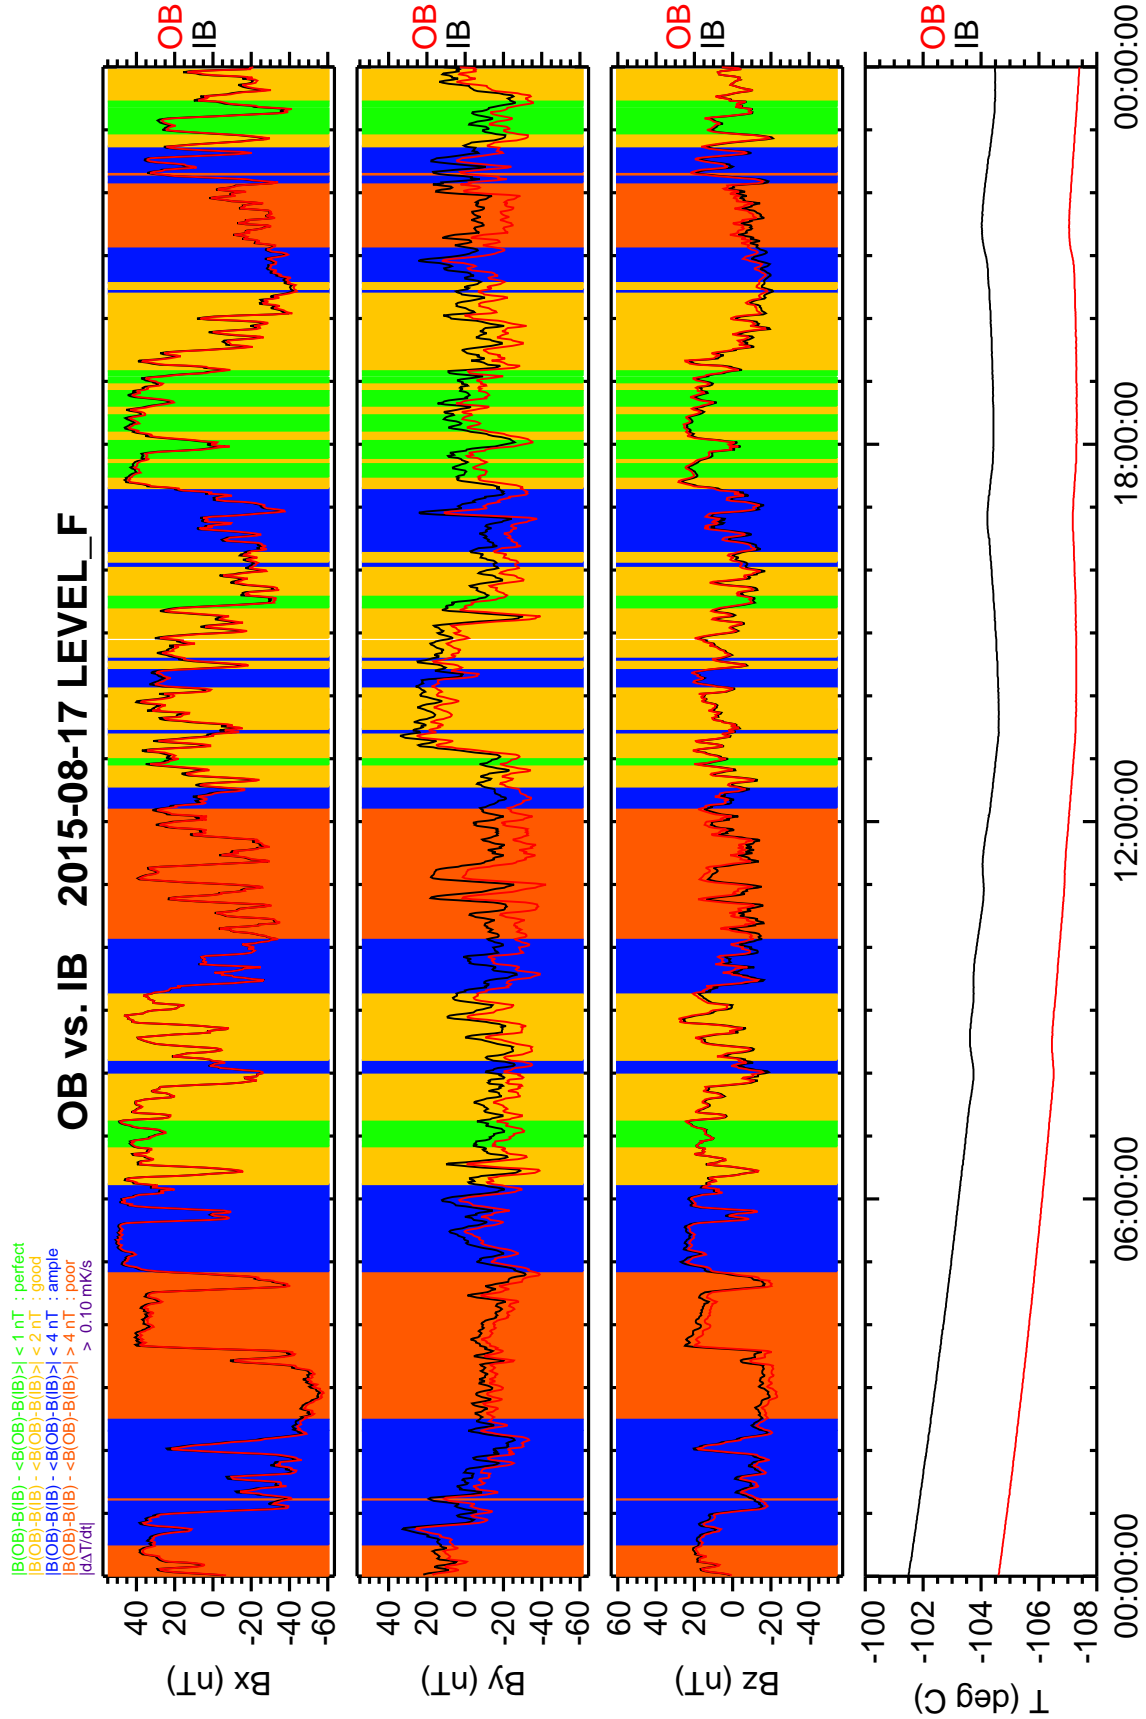 OB vs. IB 2015-08-17 LEVEL_F
|B(OB)-B(IB) - <B(OB)-B(IB)>| < 1 nT : perfect
|B(OB)-B(IB) - <B(OB)-B(IB)>| < 2 nT : good
|B(OB)-B(IB) - <B(OB)-B(IB)>| < 4 nT : ample
|B(OB)-B(IB) - <B(OB)-B(IB)>| > 4 nT : poor
|dΔT/dt| > 0.10 mK/s
Bx (nT)
40
20
0
-20
-40
-60
OB
IB
By (nT)
40
20
0
-20
-40
-60
OB
IB
Bz (nT)
60
40
20
0
-20
-40
OB
IB
T (deg C)
-100
-102
-104
-106
-108
OB
IB
00:00:00
06:00:00
12:00:00
18:00:00
00:00:00